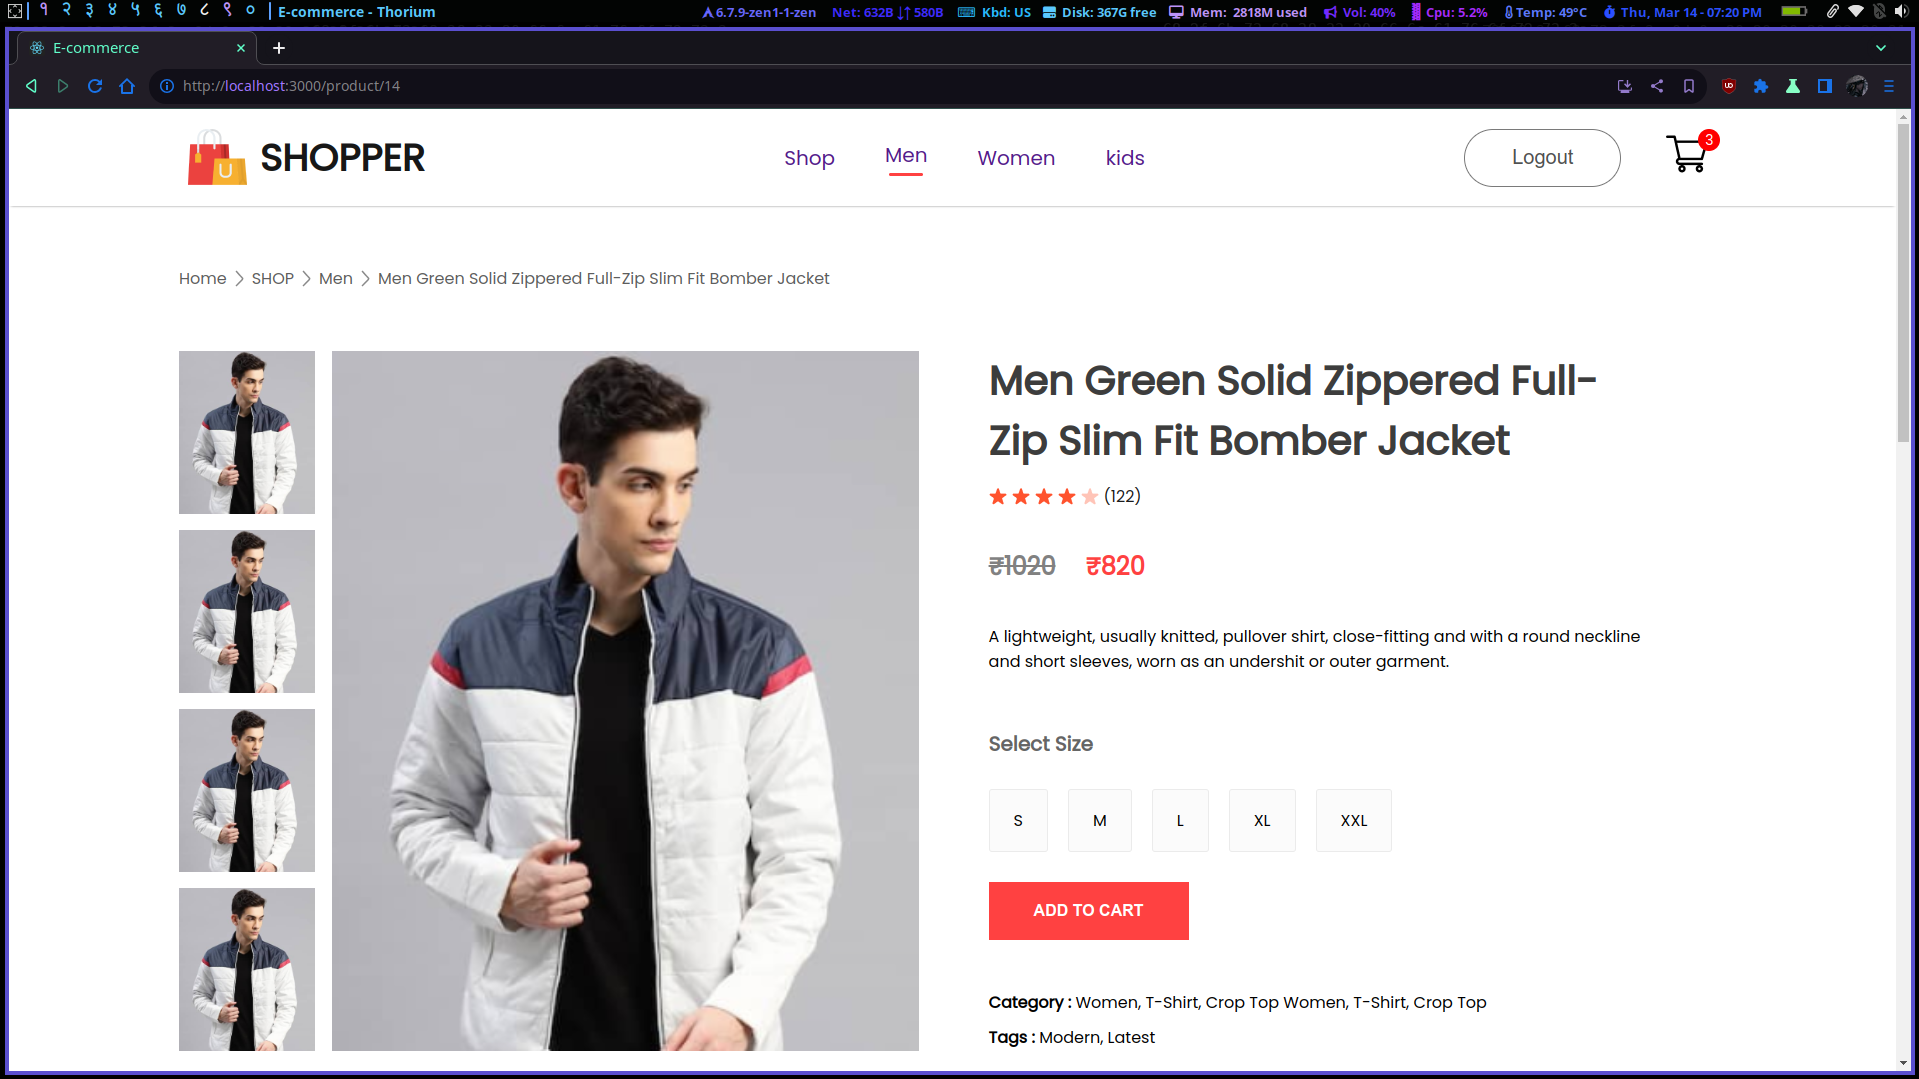 १ २ ३ ४ ५ ६ ७ ८ ९ ० E-commerce - Thorium 6.7.9-zen1-1-zen Net: 632B ↓↑ 580B Kbd: US Disk: 367G free Mem: 2818M used Vol: 40% Cpu: 5.2% Temp: 49°C Thu, Mar 14 - 07:20 PM
E-commerce
http://localhost:3000/product/14
U SHOPPER Shop Men Women kids Logout 3
Home SHOP Men Men Green Solid Zippered Full-Zip Slim Fit Bomber Jacket
Men Green Solid Zippered Full-
Zip Slim Fit Bomber Jacket
(122)
₹1020 ₹820
A lightweight, usually knitted, pullover shirt, close-fitting and with a round neckline
and short sleeves, worn as an undershit or outer garment.
Select Size
S M L XL XXL
ADD TO CART
Category : Women, T-Shirt, Crop Top Women, T-Shirt, Crop Top
Tags : Modern, Latest